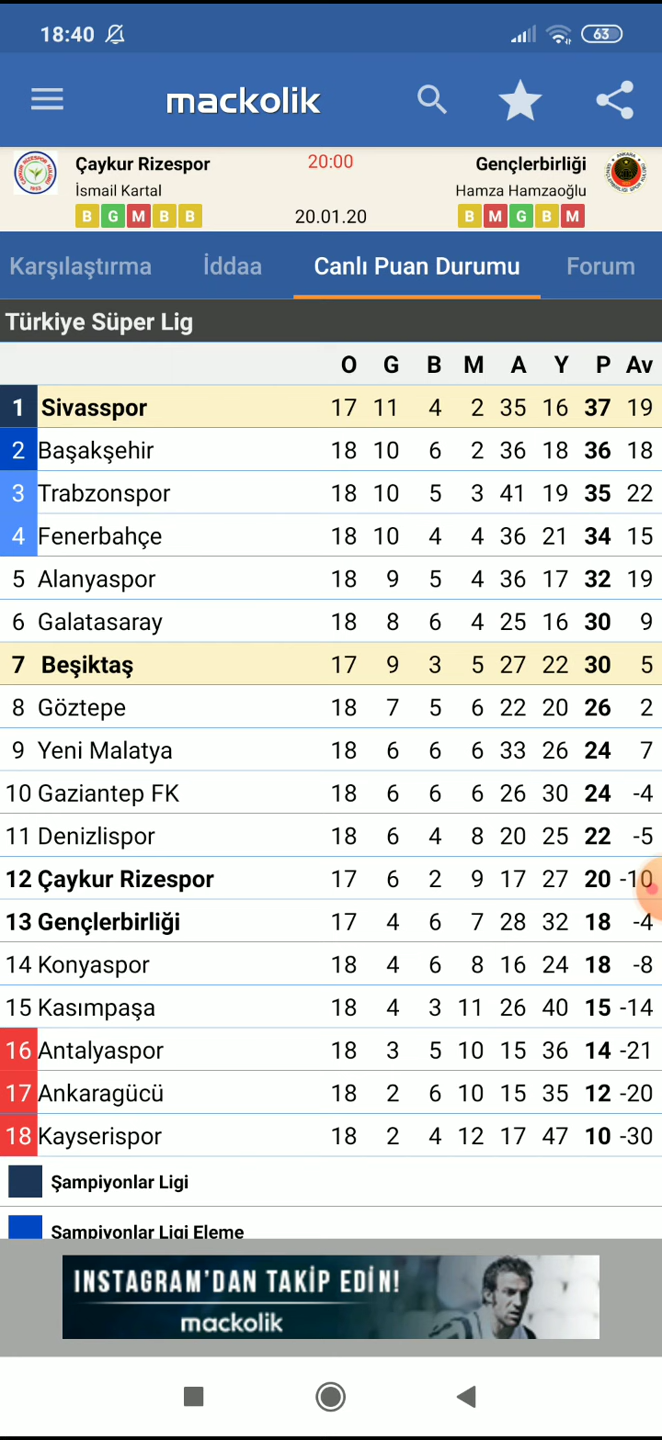 18:40 63
mackolik
Çaykur Rizespor 20:00 Gençlerbirliği
İsmail Kartal Hamza Hamzaoğlu
B G M B B 20.01.20 B M G B M
Karşılaştırma İddaa Canlı Puan Durumu Forum
Türkiye Süper Lig
O G B M A Y P Av
1 Sivasspor 17 11 4 2 35 16 37 19
2 Başakşehir 18 10 6 2 36 18 36 18
3 Trabzonspor 18 10 5 3 41 19 35 22
4 Fenerbahçe 18 10 4 4 36 21 34 15
5 Alanyaspor 18 9 5 4 36 17 32 19
6 Galatasaray 18 8 6 4 25 16 30 9
7 Beşiktaş 17 9 3 5 27 22 30 5
8 Göztepe 18 7 5 6 22 20 26 2
9 Yeni Malatya 18 6 6 6 33 26 24 7
10 Gaziantep FK 18 6 6 6 26 30 24 -4
11 Denizlispor 18 6 4 8 20 25 22 -5
12 Çaykur Rizespor 17 6 2 9 17 27 20 -10
13 Gençlerbirliği 17 4 6 7 28 32 18 -4
14 Konyaspor 18 4 6 8 16 24 18 -8
15 Kasımpaşa 18 4 3 11 26 40 15 -14
16 Antalyaspor 18 3 5 10 15 36 14 -21
17 Ankaragücü 18 2 6 10 15 35 12 -20
18 Kayserispor 18 2 4 12 17 47 10 -30
Şampiyonlar Ligi
Şampiyonlar Ligi Eleme
INSTAGRAM'DAN TAKİP EDİN!
mackolik